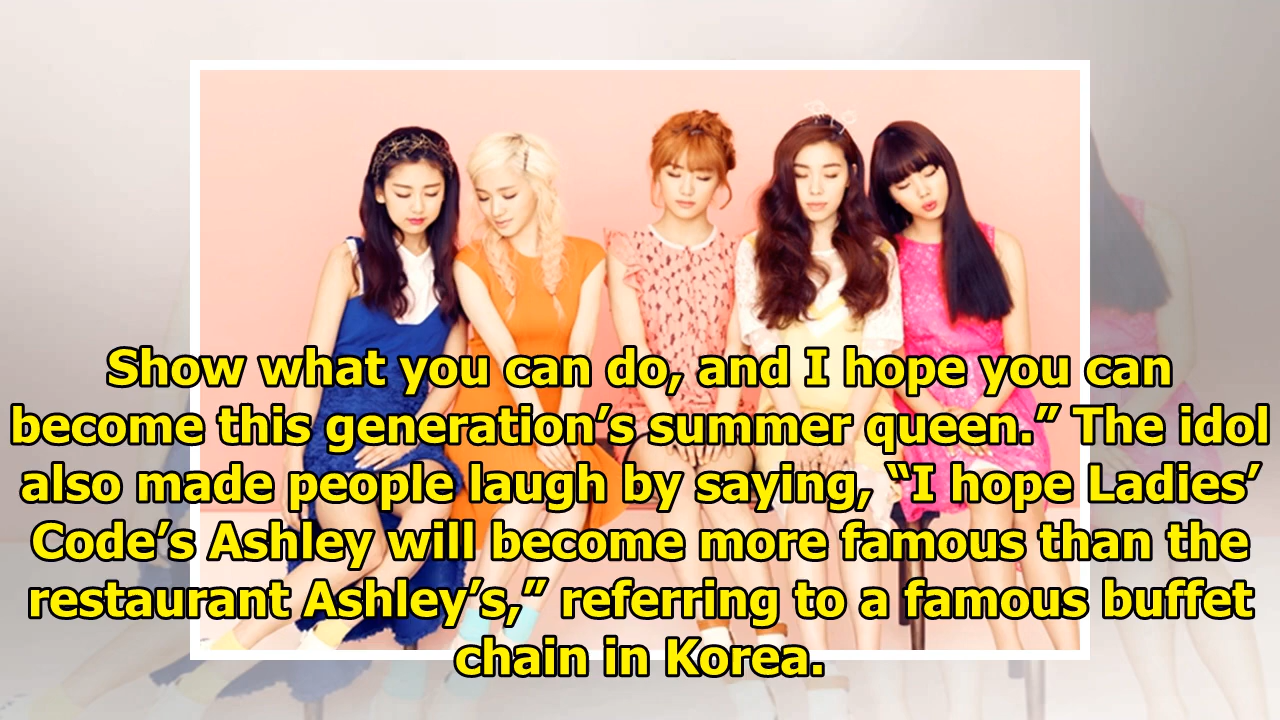 Show what you can do, and I hope you can
become this generation’s summer queen.” The idol
also made people laugh by saying, “I hope Ladies’
Code’s Ashley will become more famous than the
restaurant Ashley’s,” referring to a famous buffet
chain in Korea.